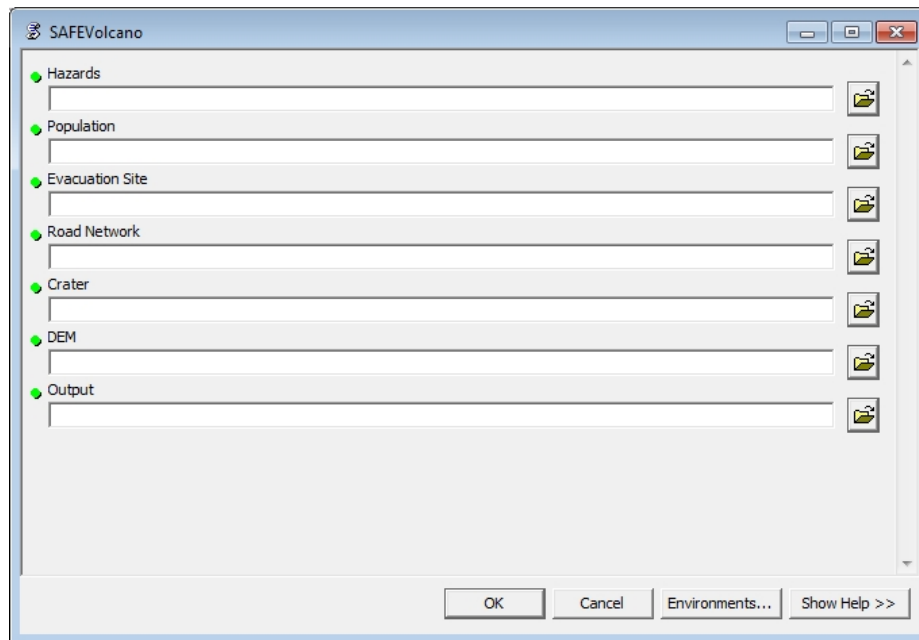 SAFEVolcano
Hazards
Population
Evacuation Site
Road Network
Crater
DEM
Output
OK Cancel Environments... Show Help >>